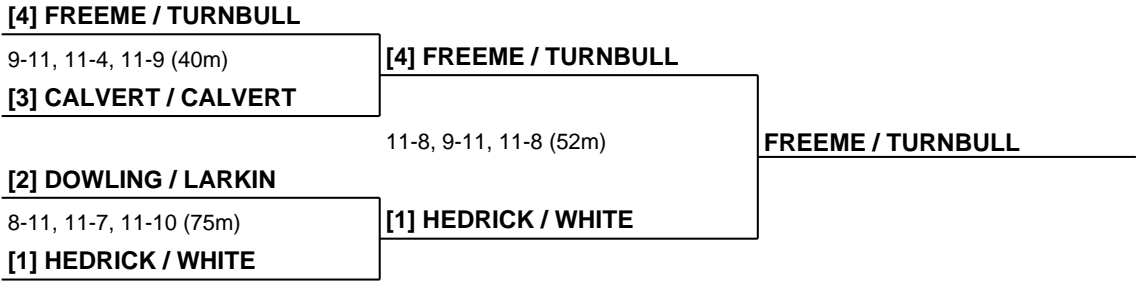 [4] FREEME / TURNBULL
9-11, 11-4, 11-9 (40m)
[4] FREEME / TURNBULL
[3] CALVERT / CALVERT
11-8, 9-11, 11-8 (52m)
FREEME / TURNBULL
[2] DOWLING / LARKIN
8-11, 11-7, 11-10 (75m)
[1] HEDRICK / WHITE
[1] HEDRICK / WHITE